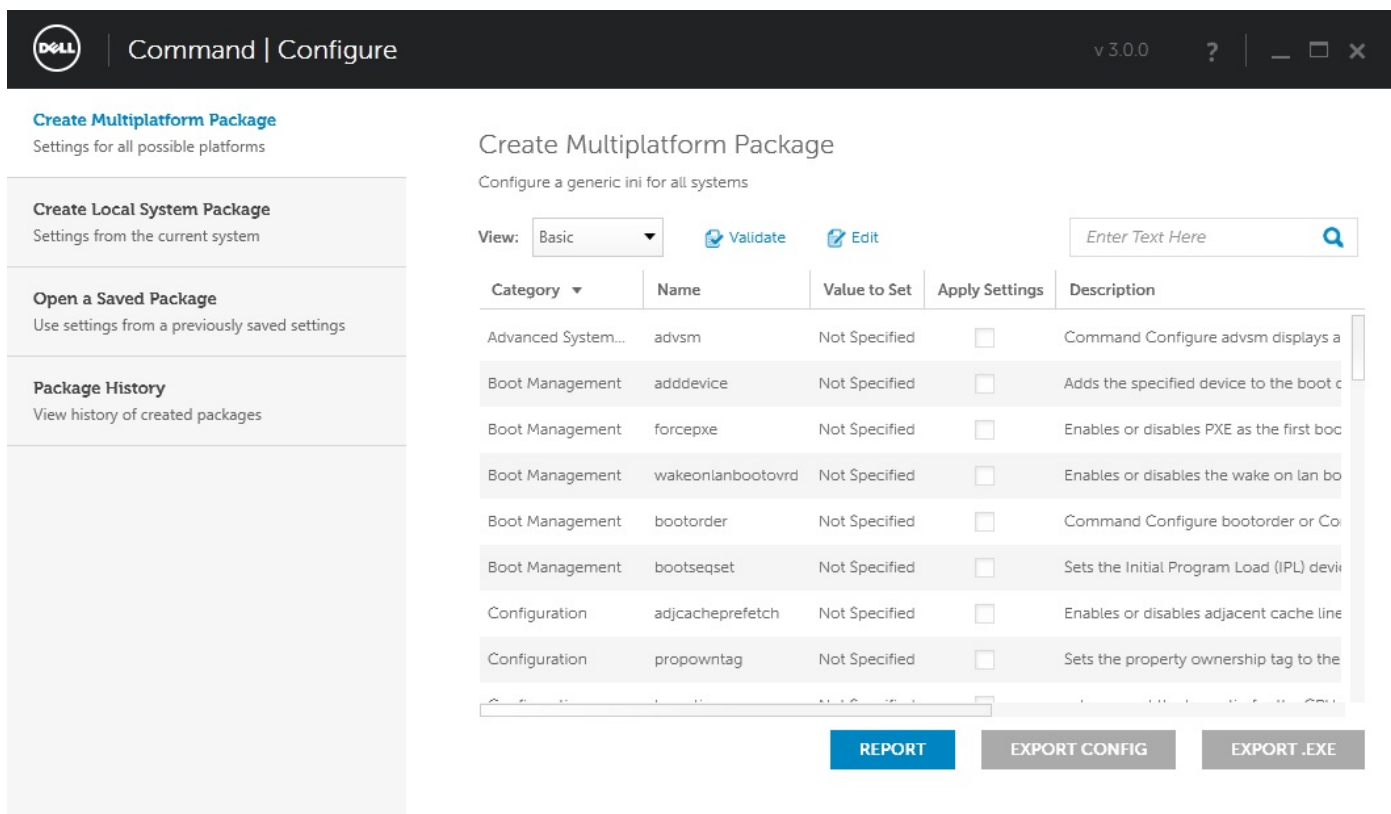 DELL Command | Configure v 3.0.0 ?
Create Multiplatform Package
Settings for all possible platforms
Create Local System Package
Settings from the current system
Open a Saved Package
Use settings from a previously saved settings
Package History
View history of created packages
Create Multiplatform Package
Configure a generic ini for all systems
View: Basic Validate Edit Enter Text Here
Category Name Value to Set Apply Settings Description
Advanced System... advsm Not Specified Command Configure advsm displays a
Boot Management adddevice Not Specified Adds the specified device to the boot
Boot Management forcepxe Not Specified Enables or disables PXE as the first boo
Boot Management wakeonlanbootovrd Not Specified Enables or disables the wake on lan bo
Boot Management bootorder Not Specified Command Configure bootorder or Co
Boot Management bootseqset Not Specified Sets the Initial Program Load (IPL) devi
Configuration adjcacheprefetch Not Specified Enables or disables adjacent cache line
Configuration propowntag Not Specified Sets the property ownership tag to the
REPORT EXPORT CONFIG EXPORT .EXE